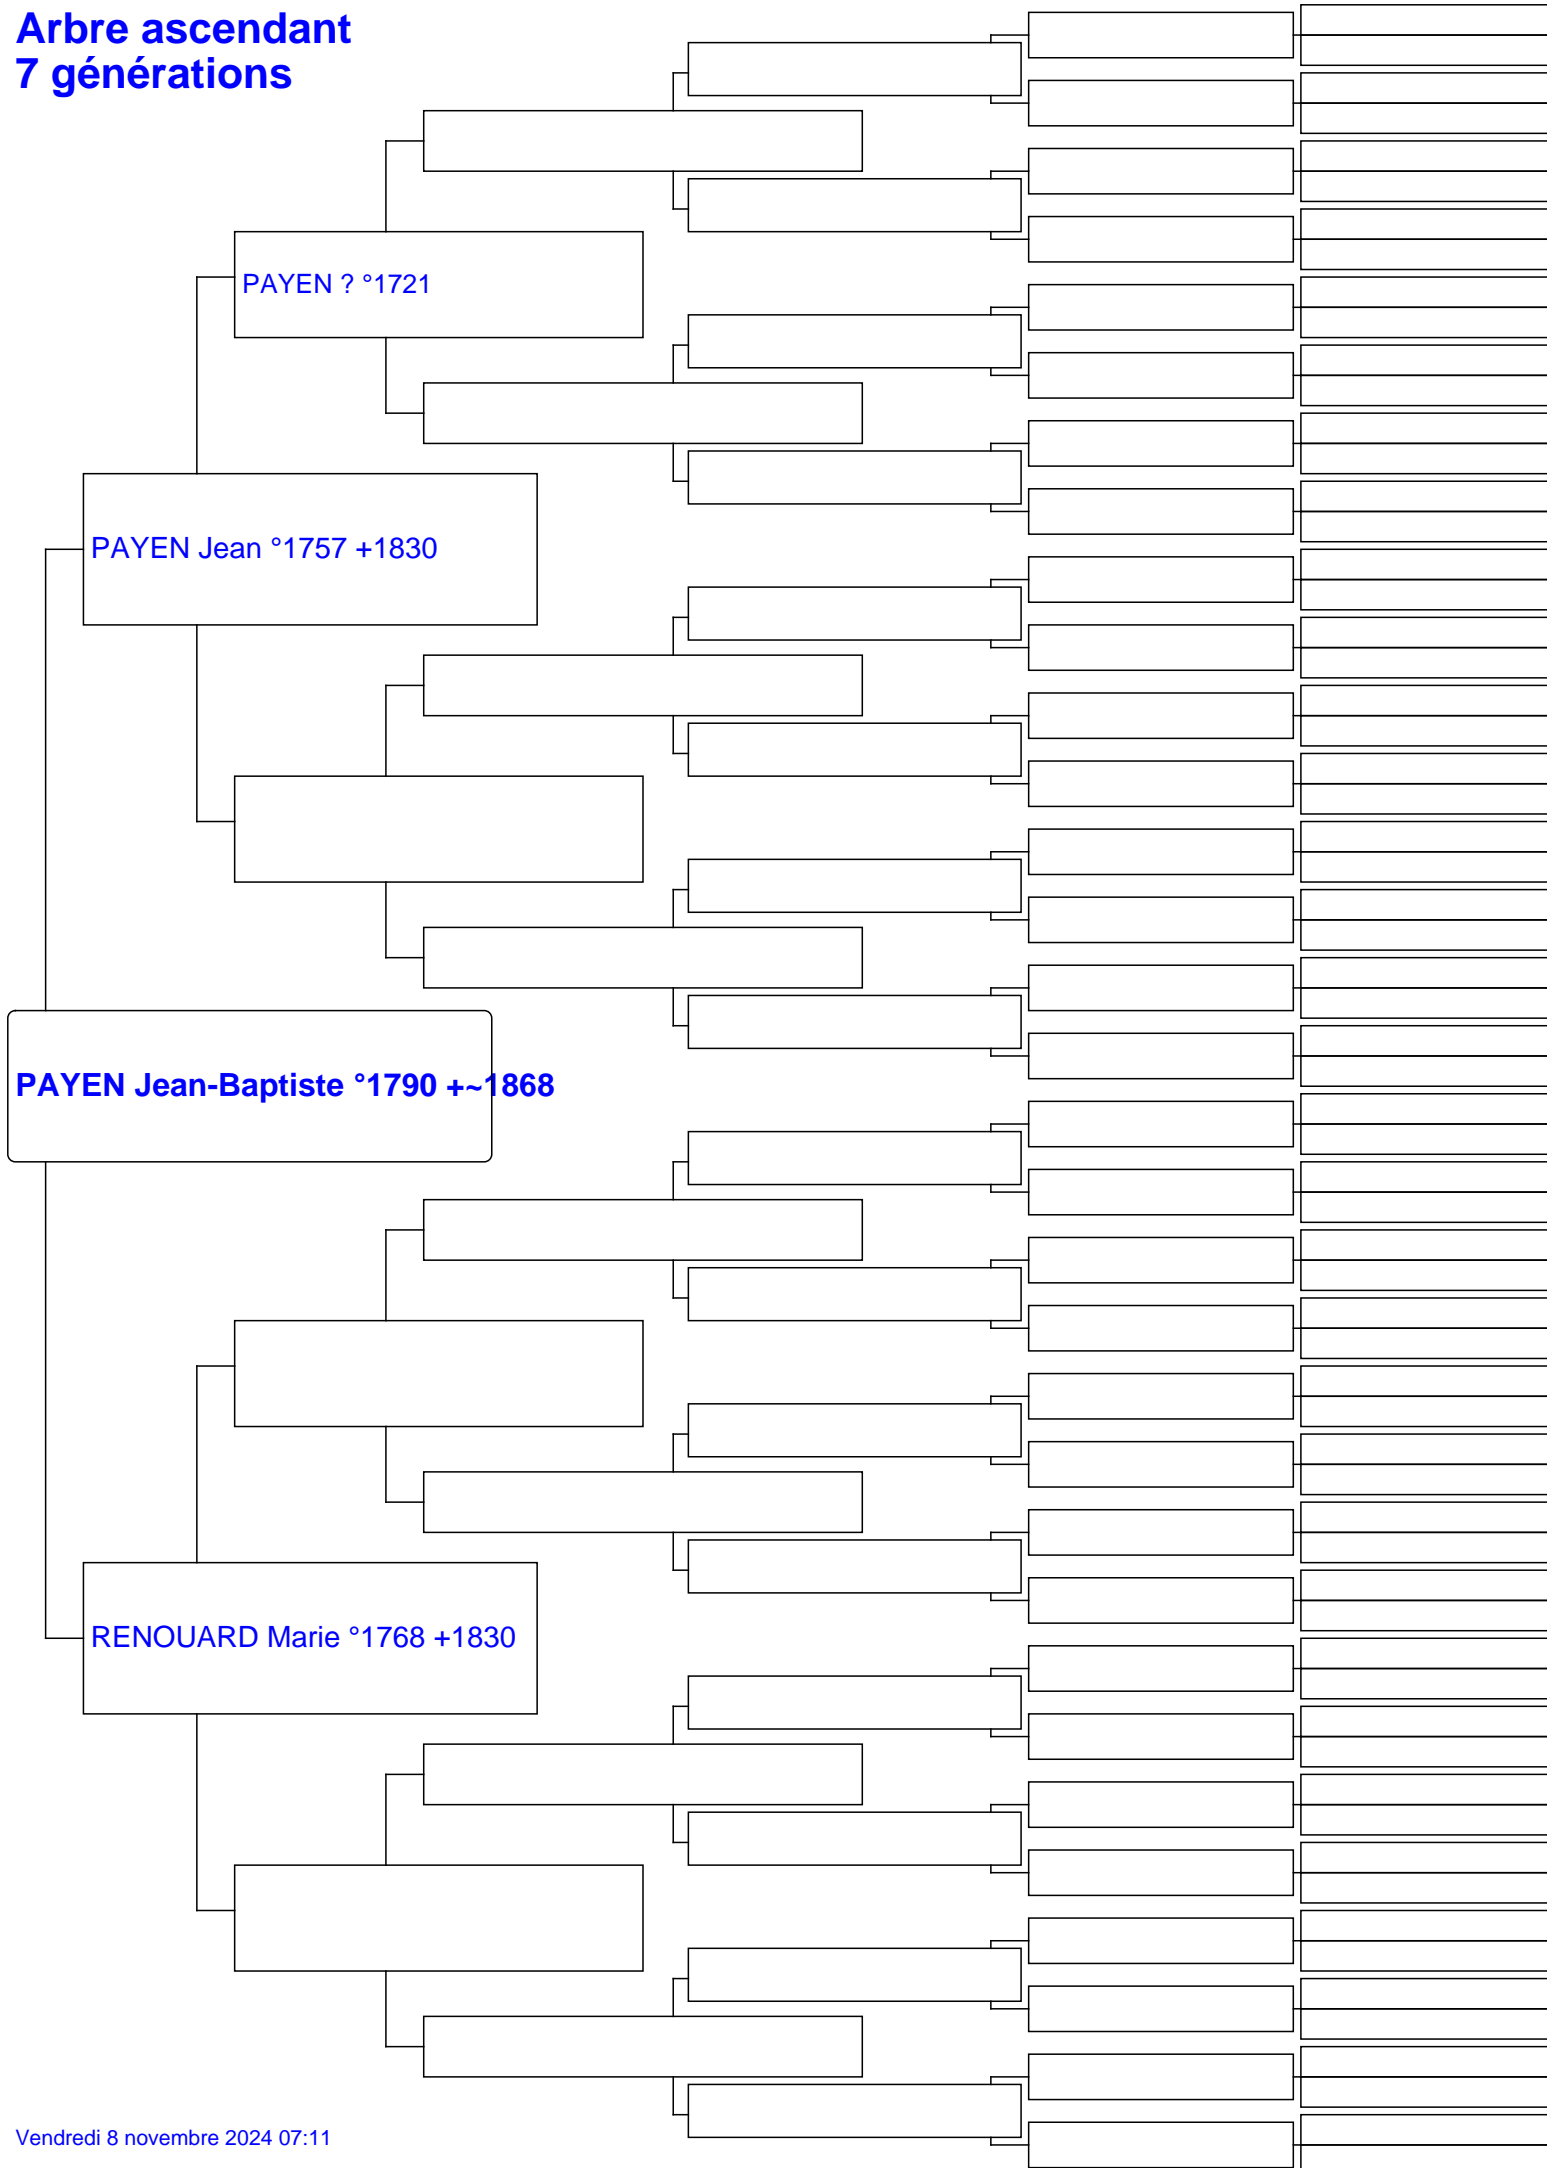 Arbre ascendant
7 générations
PAYEN ? °1721
PAYEN Jean °1757 +1830
PAYEN Jean-Baptiste °1790 +~1868
RENOUARD Marie °1768 +1830
Vendredi 8 novembre 2024 07:11